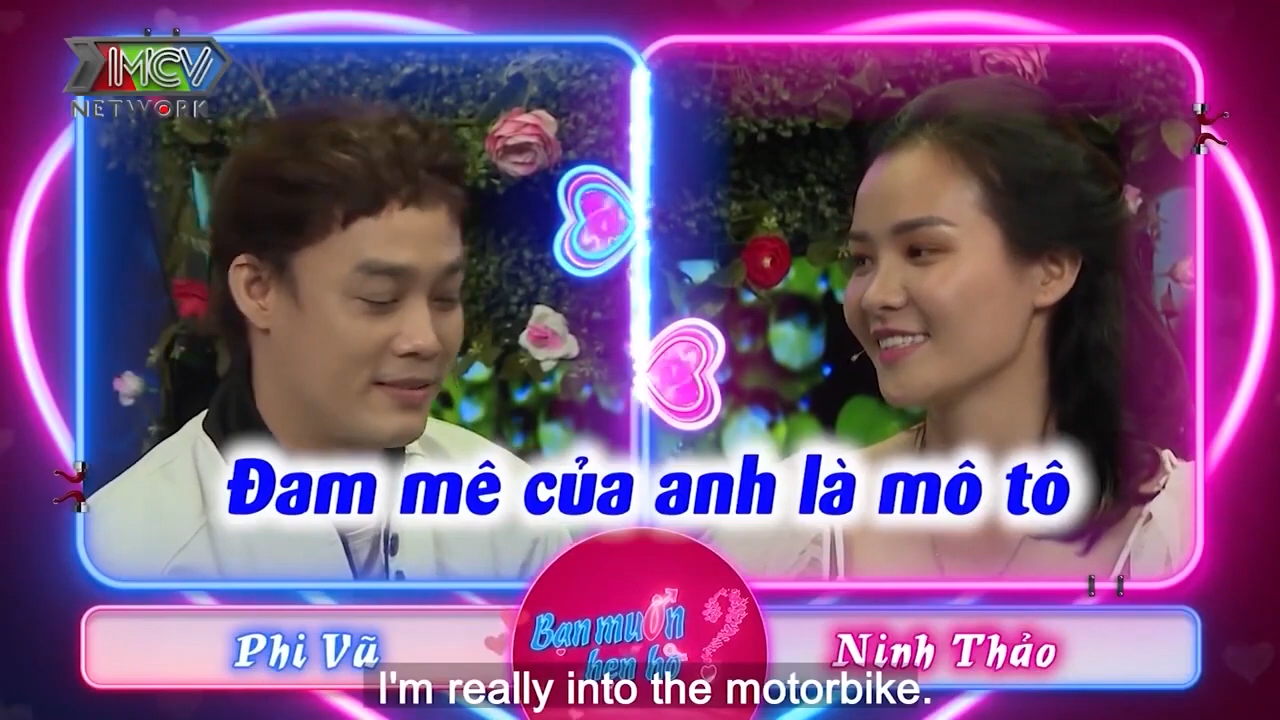 MCV
NETWORK
Đam mê của anh là mô tô
Phi Vũ
Bạn muốn
hẹn hò
?
Ninh Thảo
I'm really into the motorbike.